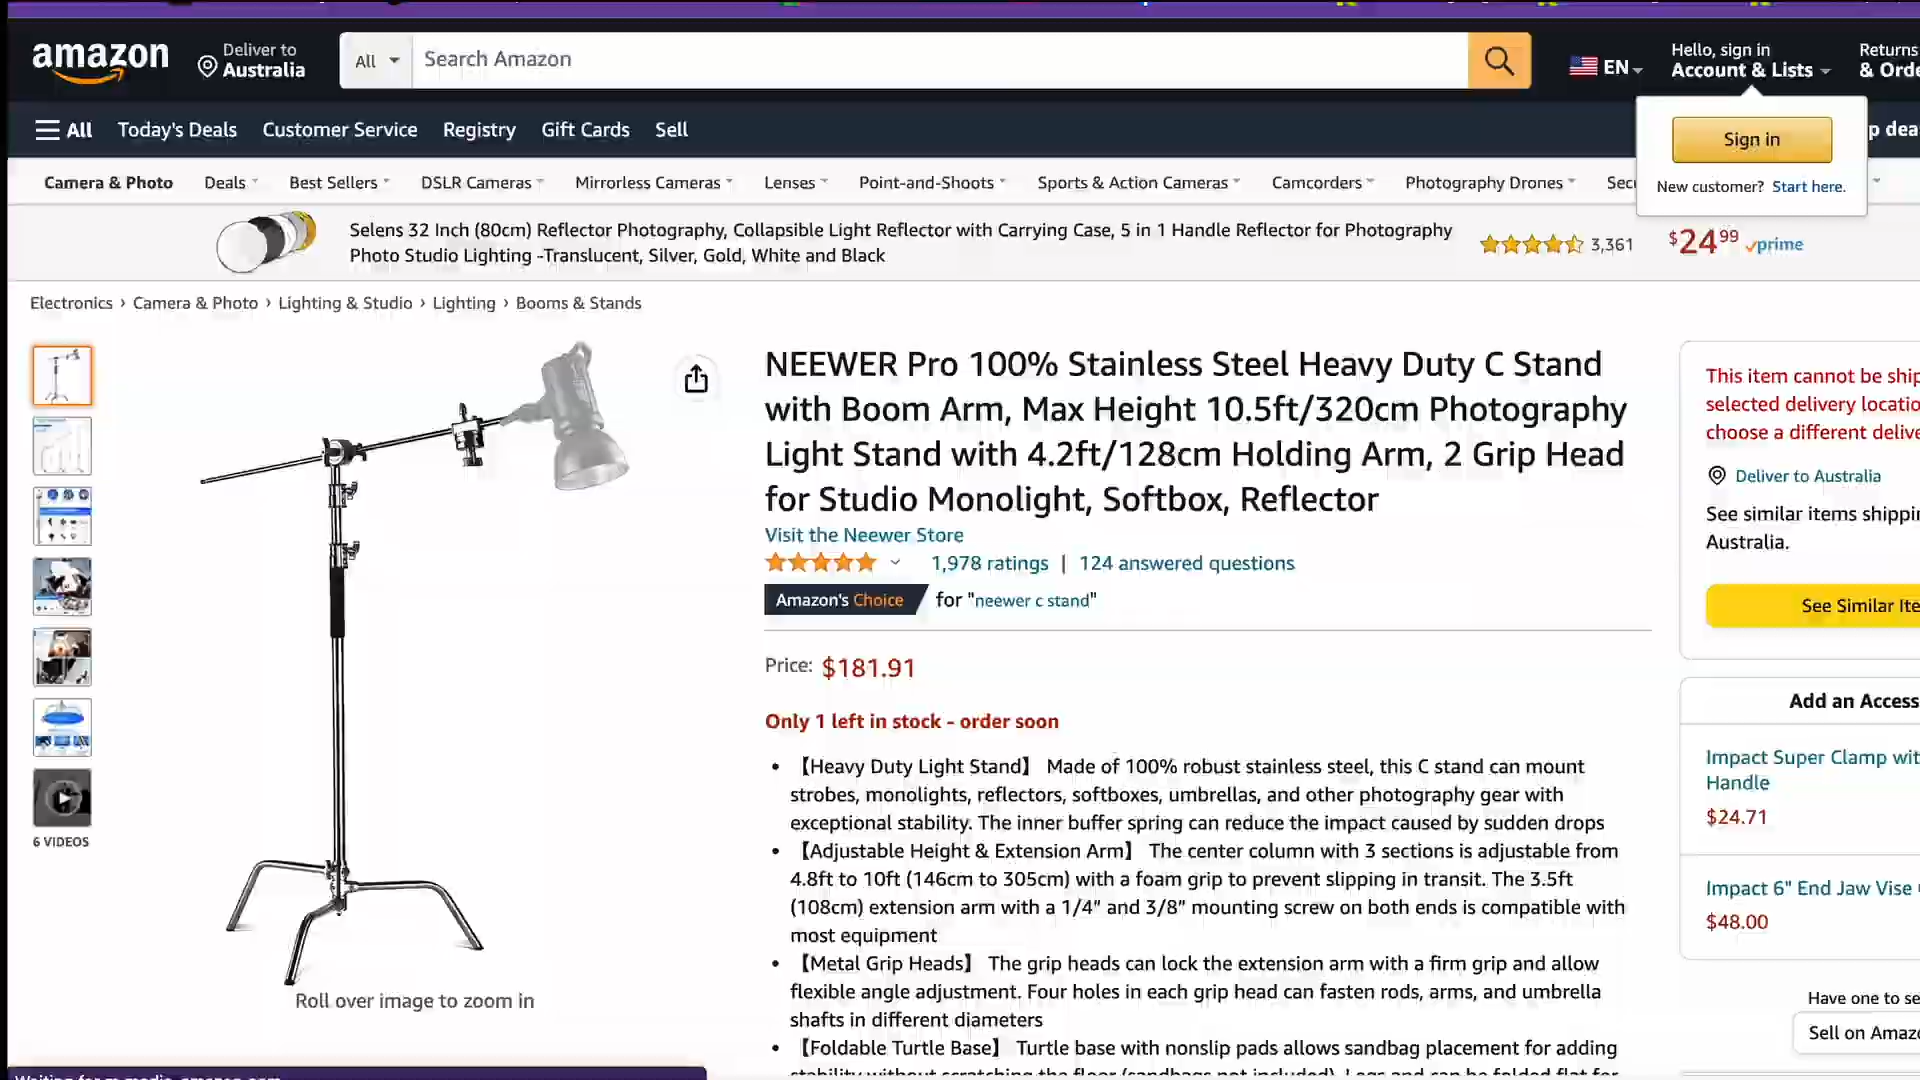 amazon
Deliver to
Australia
All
Search Amazon
EN
Hello, sign in
Account & Lists
Returns
All
Today's Deals
Customer Service
Registry
Gift Cards
Sell
Sign in
New customer? Start here.
Camera & Photo
Deals
Best Sellers
DSLR Cameras
Mirrorless Cameras
Lenses
Point-and-Shoots
Sports & Action Cameras
Camcorders
Photography Drones
Selens 32 Inch (80cm) Reflector Photography, Collapsible Light Reflector with Carrying Case, 5 in 1 Handle Reflector for Photography
Photo Studio Lighting -Translucent, Silver, Gold, White and Black
3,361
$24 99
prime
Electronics › Camera & Photo › Lighting & Studio › Lighting › Booms & Stands
6 VIDEOS
Roll over image to zoom in
NEEWER Pro 100% Stainless Steel Heavy Duty C Stand
with Boom Arm, Max Height 10.5ft/320cm Photography
Light Stand with 4.2ft/128cm Holding Arm, 2 Grip Head
for Studio Monolight, Softbox, Reflector
Visit the Neewer Store
1,978 ratings | 124 answered questions
Amazon's Choice for "neewer c stand"
Price: $181.91
Only 1 left in stock - order soon
• 【Heavy Duty Light Stand】 Made of 100% robust stainless steel, this C stand can mount
strobes, monolights, reflectors, softboxes, umbrellas, and other photography gear with
exceptional stability. The inner buffer spring can reduce the impact caused by sudden drops
• 【Adjustable Height & Extension Arm】 The center column with 3 sections is adjustable from
4.8ft to 10ft (146cm to 305cm) with a foam grip to prevent slipping in transit. The 3.5ft
(108cm) extension arm with a 1/4" and 3/8" mounting screw on both ends is compatible with
most equipment
• 【Metal Grip Heads】 The grip heads can lock the extension arm with a firm grip and allow
flexible angle adjustment. Four holes in each grip head can fasten rods, arms, and umbrella
shafts in different diameters
• 【Foldable Turtle Base】 Turtle base with nonslip pads allows sandbag placement for adding
This item cannot be
selected delivery
choose a different
Deliver to Australia
See similar items
Australia.
See Similar
Add an
Impact Super Clamp
Handle
$24.71
Impact 6" End Jaw Vise
$48.00
Have one to
Sell on